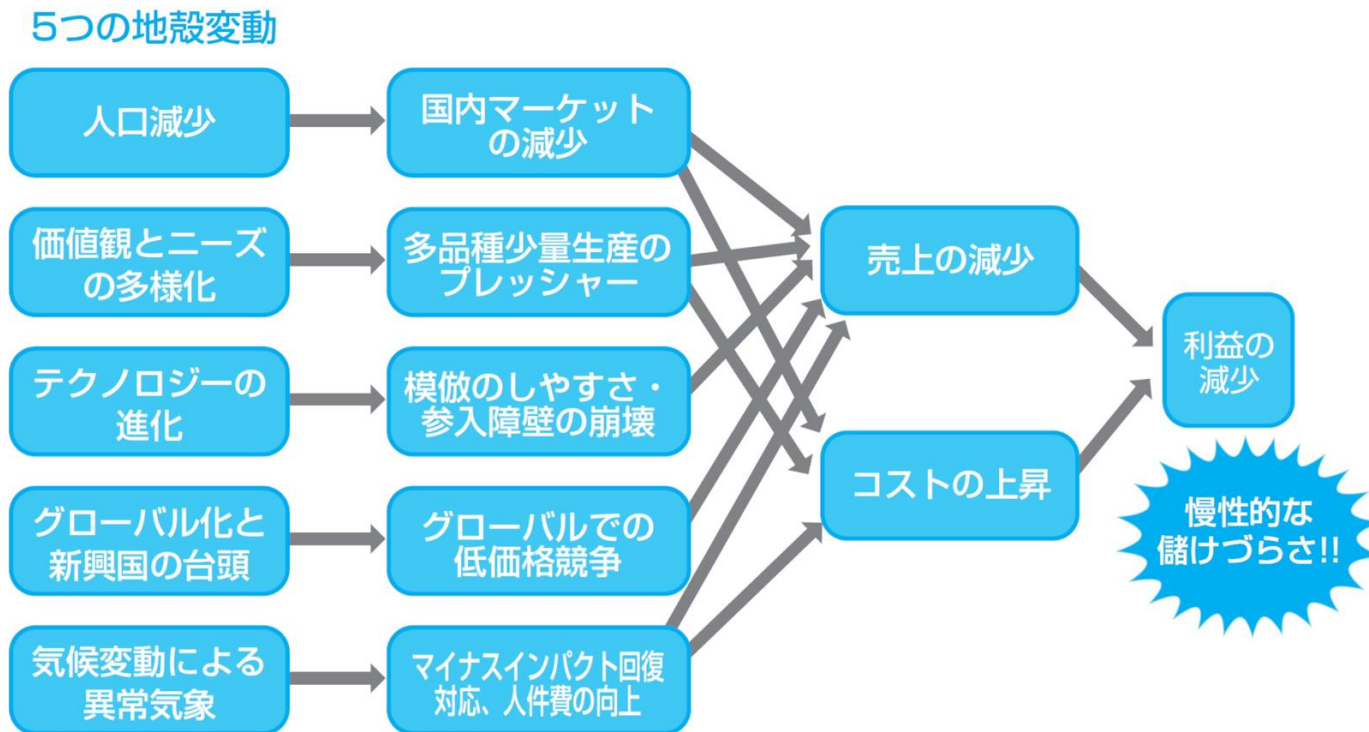 5つの地殻変動
人口減少
国内マーケット
の減少
価値観とニーズ
の多様化
多品種少量生産の
プレッシャー
売上の減少
テクノロジーの
進化
模倣のしやすさ・
参入障壁の崩壊
利益の
減少
グローバル化と
新興国の台頭
グローバルでの
低価格競争
コストの上昇
慢性的な
儲けづらさ!!
気候変動による
異常気象
マイナスインパクト回復
対応、人件費の向上